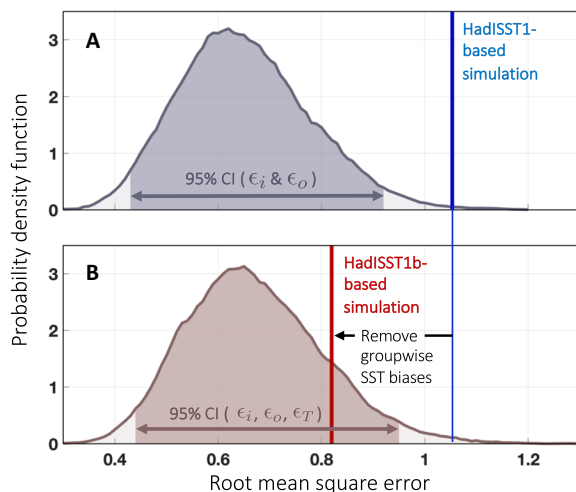 A
HadISST1-
based
simulation
3
2
1
0
95% CI ( ϵi & ϵo )
Probability density function
B
HadISST1b-
based
simulation
Remove
groupwise
SST biases
3
2
1
0
95% CI ( ϵi, ϵo, ϵT )
0.4 0.6 0.8 1 1.2
Root mean square error